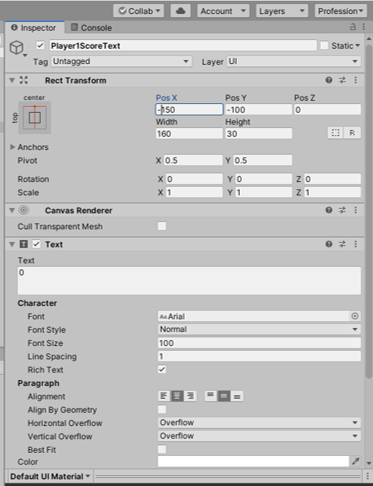 Collab Account Layers Profession
Inspector Console
Player1ScoreText Static
Tag Untagged Layer UI
Rect Transform
center Pos X Pos Y Pos Z
top -150 -100 0
Width Height
160 30
R
Anchors
Pivot X 0.5 Y 0.5
Rotation X 0 Y 0 Z 0
Scale X 1 Y 1 Z 1
Canvas Renderer
Cull Transparent Mesh
T Text
Text
0
Character
Font Aa Arial
Font Style Normal
Font Size 100
Line Spacing 1
Rich Text
Paragraph
Alignment
Align By Geometry
Horizontal Overflow Overflow
Vertical Overflow Overflow
Best Fit
Color
Default UI Material